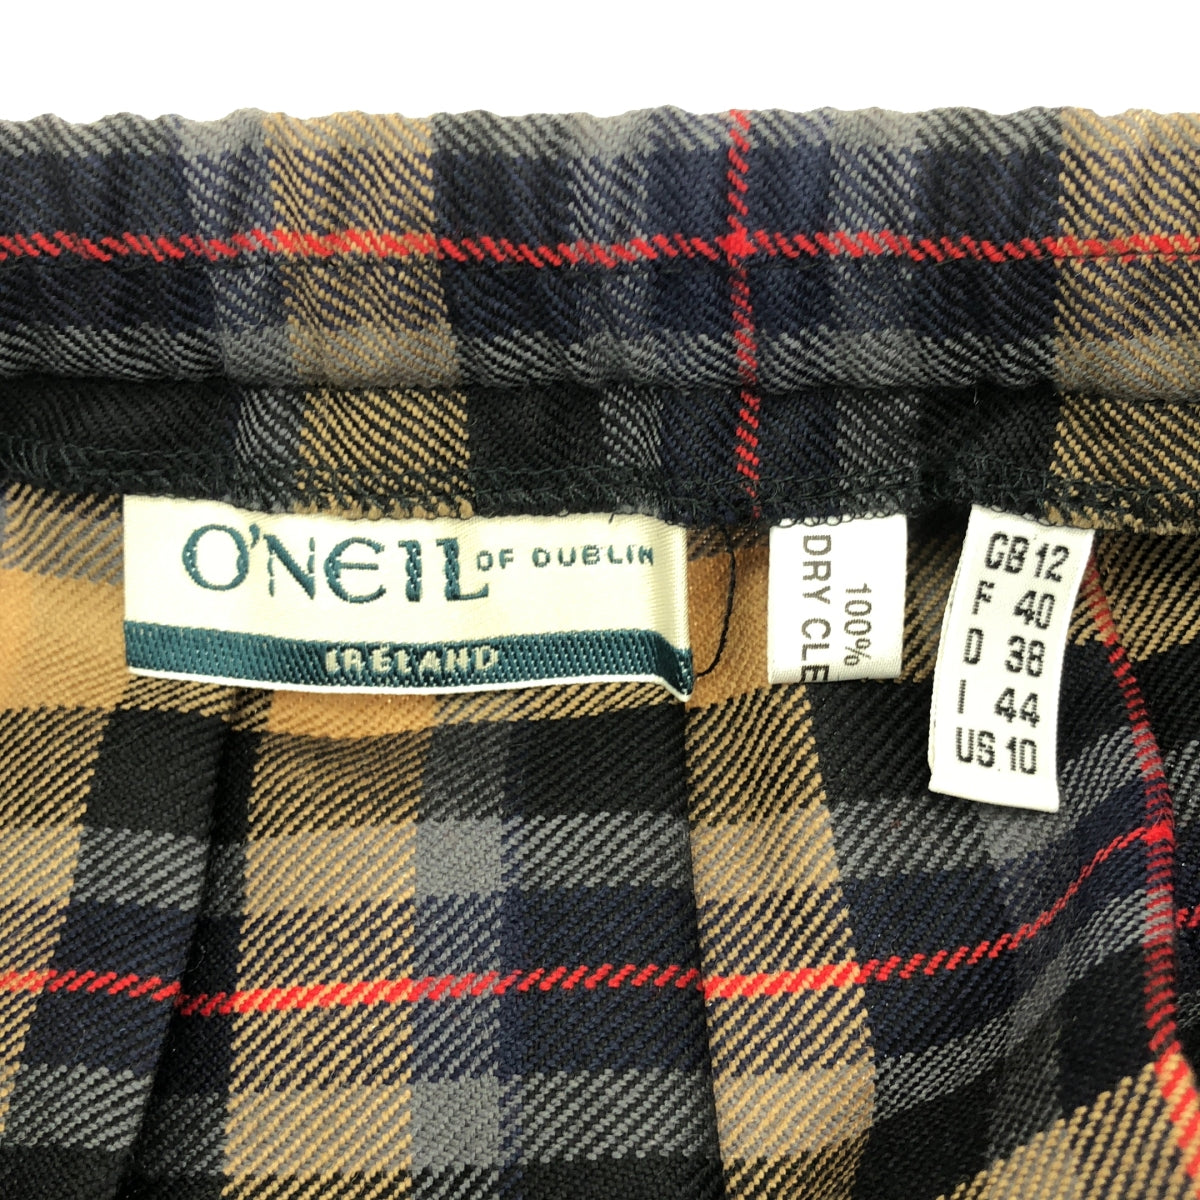 O'NEIL OF DUBLIN
IRELAND
100%
DRY CLE
GB 12
F 40
D 38
I 44
US 10